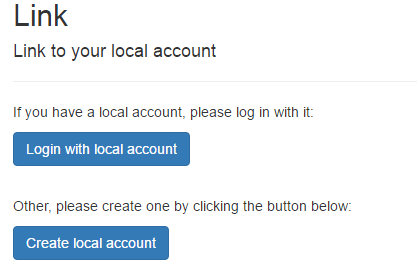 Link
Link to your local account
If you have a local account, please log in with it:
Login with local account
Other, please create one by clicking the button below:
Create local account